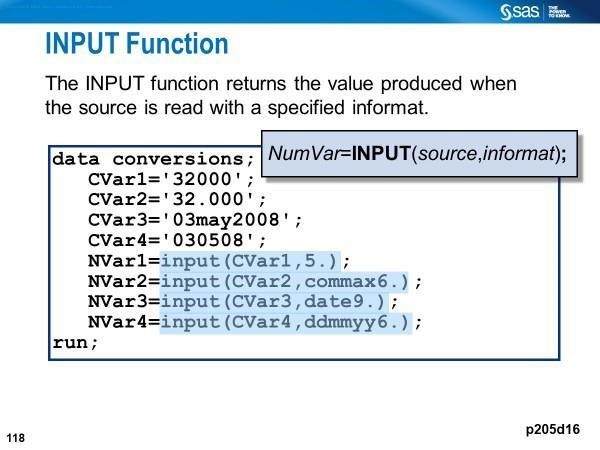 sas THE POWER TO KNOW.
INPUT Function
The INPUT function returns the value produced when
the source is read with a specified informat.
NumVar=INPUT(source,informat);
data conversions;
CVar1='32000';
CVar2='32.000';
CVar3='03may2008';
CVar4='030508';
NVar1=input(CVar1,5.);
NVar2=input(CVar2,commax6.);
NVar3=input(CVar3,date9.);
NVar4=input(CVar4,ddmmyy6.);
run;
118
p205d16